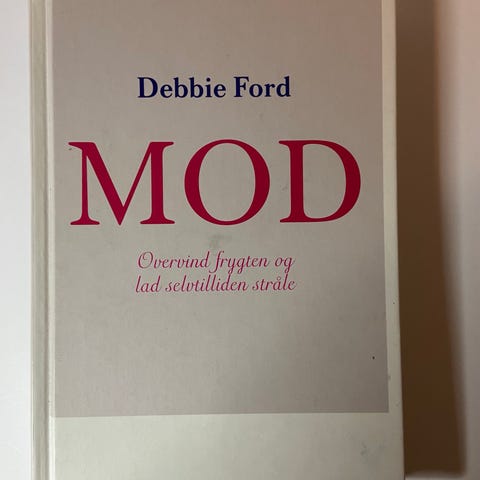 Debbie Ford
MOD
Overvind frygten og
lad selvtilliden stråle